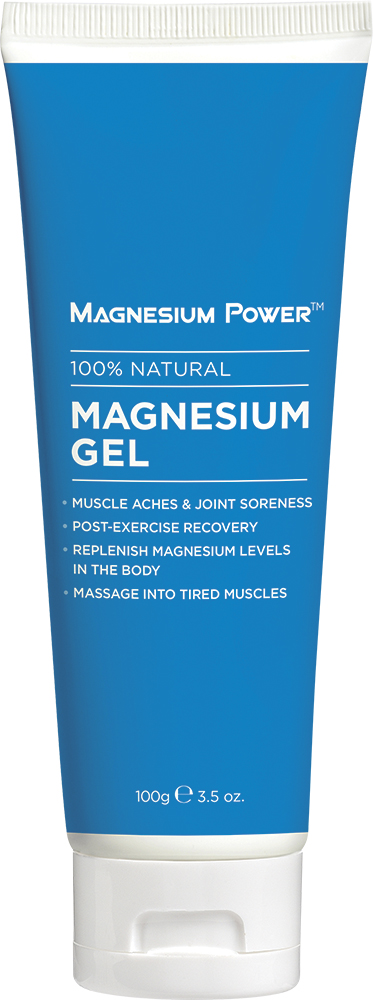 MAGNESIUM POWER™
100% NATURAL
MAGNESIUM
GEL
• MUSCLE ACHES & JOINT SORENESS
• POST-EXERCISE RECOVERY
• REPLENISH MAGNESIUM LEVELS
IN THE BODY
• MASSAGE INTO TIRED MUSCLES
100g ℮ 3.5 oz.